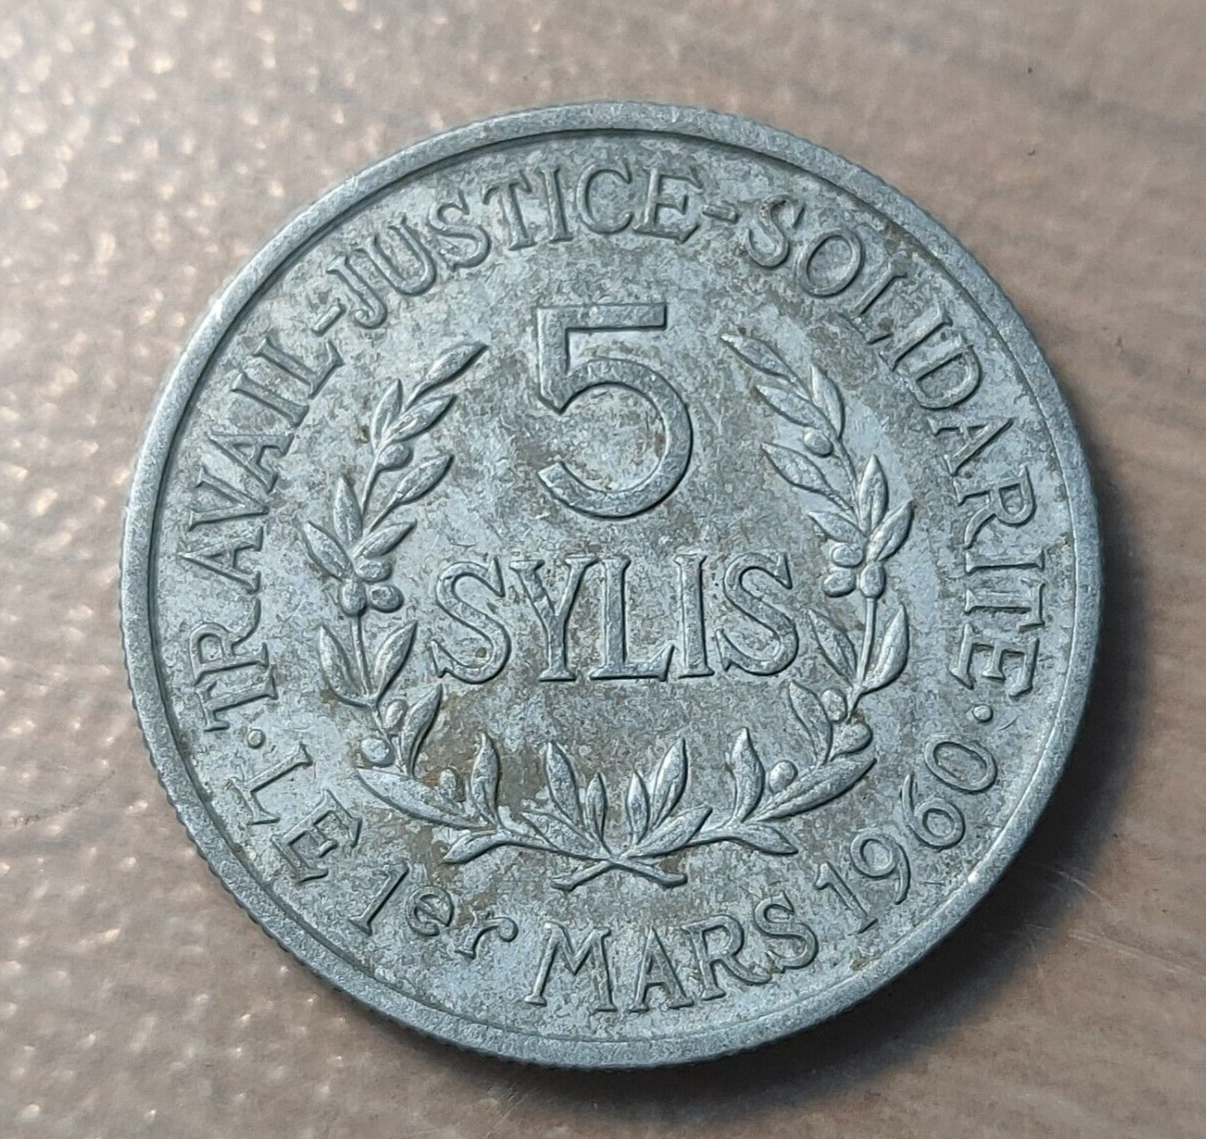 TRAVAIL-JUSTICE-SOLIDARITE.
5
SYLIS
LE 1er MARS 1960.